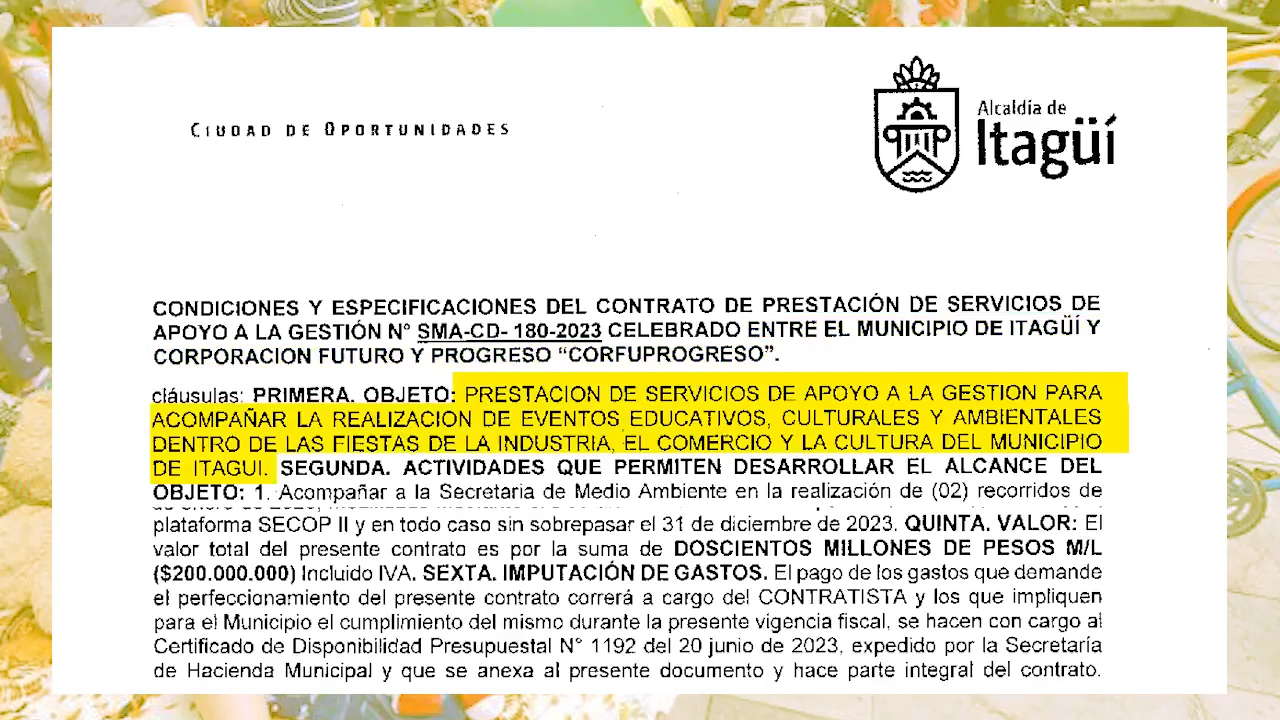 CIUDAD DE OPORTUNIDADES
Alcaldía de
Itagüí
CONDICIONES Y ESPECIFICACIONES DEL CONTRATO DE PRESTACIÓN DE SERVICIOS DE
APOYO A LA GESTIÓN N° SMA-CD- 180-2023 CELEBRADO ENTRE EL MUNICIPIO DE ITAGÜÍ Y
CORPORACION FUTURO Y PROGRESO “CORFUPROGRESO”.
cláusulas: PRIMERA. OBJETO: PRESTACION DE SERVICIOS DE APOYO A LA GESTION PARA
ACOMPAÑAR LA REALIZACION DE EVENTOS EDUCATIVOS, CULTURALES Y AMBIENTALES
DENTRO DE LAS FIESTAS DE LA INDUSTRIA, EL COMERCIO Y LA CULTURA DEL MUNICIPIO
DE ITAGUI. SEGUNDA. ACTIVIDADES QUE PERMITEN DESARROLLAR EL ALCANCE DEL
OBJETO: 1. Acompañar a la Secretaria de Medio Ambiente en la realización de (02) recorridos de
plataforma SECOP II y en todo caso sin sobrepasar el 31 de diciembre de 2023. QUINTA. VALOR: El
valor total del presente contrato es por la suma de DOSCIENTOS MILLONES DE PESOS M/L
($200.000.000) Incluido IVA. SEXTA. IMPUTACIÓN DE GASTOS. El pago de los gastos que demande
el perfeccionamiento del presente contrato correrá a cargo del CONTRATISTA y los que impliquen
para el Municipio el cumplimiento del mismo durante la presente vigencia fiscal, se hacen con cargo al
Certificado de Disponibilidad Presupuestal N° 1192 del 20 junio de 2023, expedido por la Secretaría
de Hacienda Municipal y que se anexa al presente documento y hace parte integral del contrato.